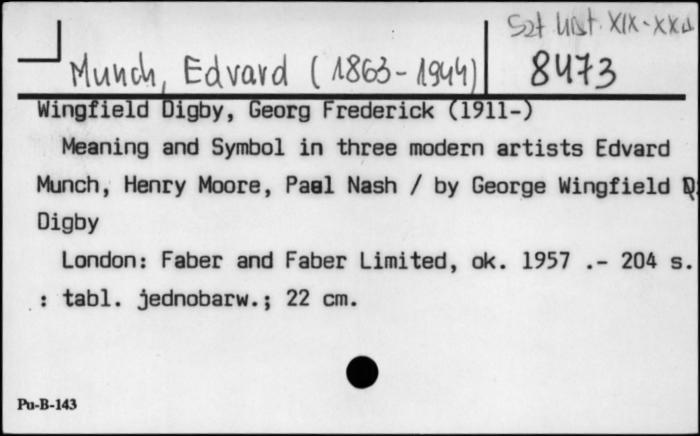 Szt. hist. XIX-XXw
Munch, Edvard (1863-1944)
8473
Wingfield Digby, Georg Frederick (1911-)
Meaning and Symbol in three modern artists Edvard
Munch, Henry Moore, Paul Nash / by George Wingfield
Digby
London: Faber and Faber Limited, ok. 1957 .- 204 s.
: tabl. jednobarw.; 22 cm.
Pu-B-143